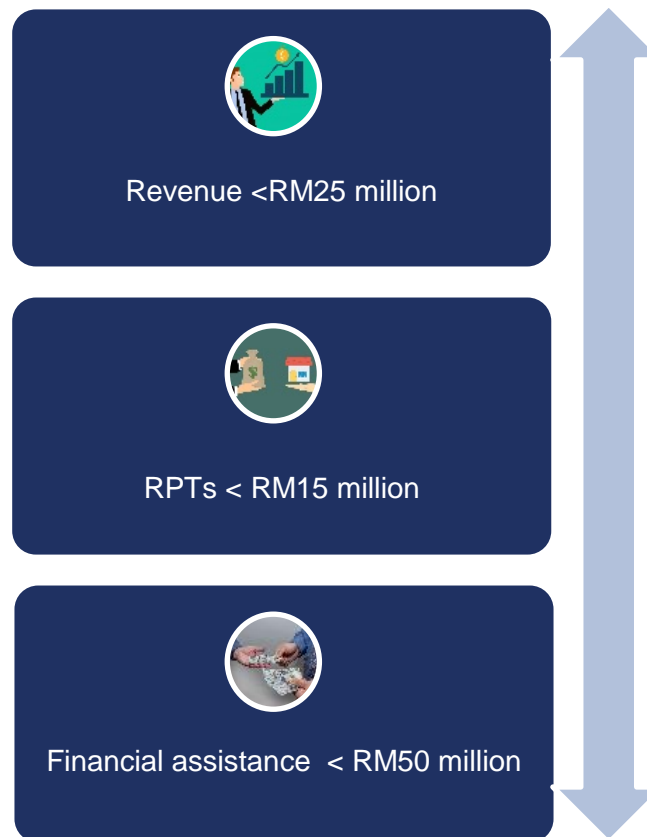 Revenue <RM25 million
RPTs < RM15 million
Financial assistance  < RM50 million